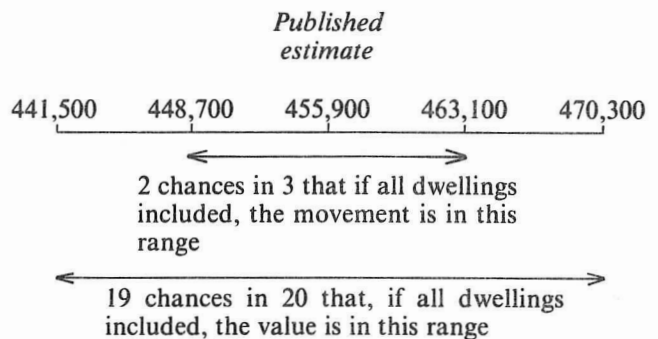 Published
estimate
441,500 448,700 455,900 463,100 470,300
2 chances in 3 that if all dwellings
included, the movement is in this
range
19 chances in 20 that, if all dwellings
included, the value is in this range